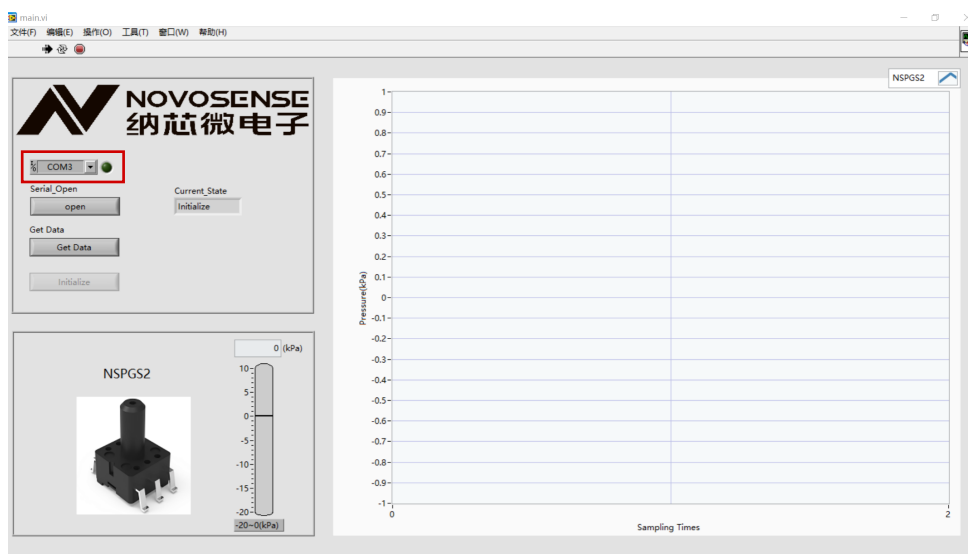 main.vi
文件(F) 编辑(E) 操作(O) 工具(T) 窗口(W) 帮助(H)
NOVOSENSE
纳芯微电子
COM3
Serial_Open
open
Current_State
Initialize
Get Data
Get Data
Initialize
0 (kPa)
NSPGS2
10
5
0
-5
-10
-15
-20
-20~0(kPa)
NSPGS2
1
0.9
0.8
0.7
0.6
0.5
0.4
0.3
0.2
0.1
0
-0.1
-0.2
-0.3
-0.4
-0.5
-0.6
-0.7
-0.8
-0.9
-1
Pressure(kPa)
0 2
Sampling Times